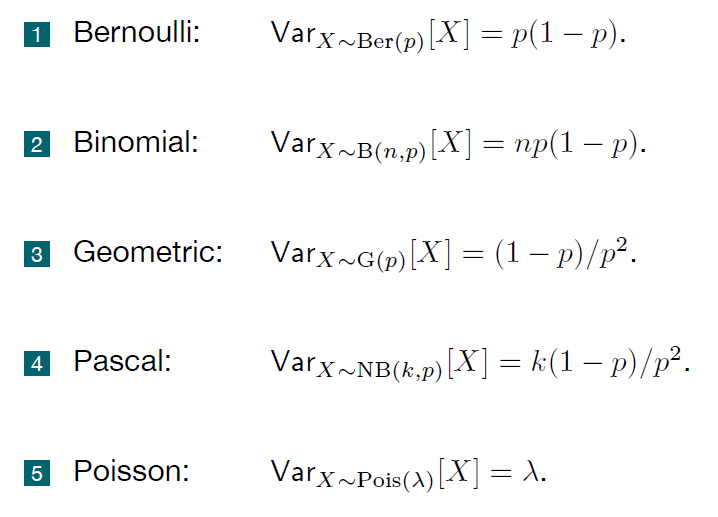 1 Bernoulli: Var_{X∼Ber(p)}[X] = p(1 − p).
2 Binomial: Var_{X∼B(n,p)}[X] = np(1 − p).
3 Geometric: Var_{X∼G(p)}[X] = (1 − p)/p².
4 Pascal: Var_{X∼NB(k,p)}[X] = k(1 − p)/p².
5 Poisson: Var_{X∼Pois(λ)}[X] = λ.